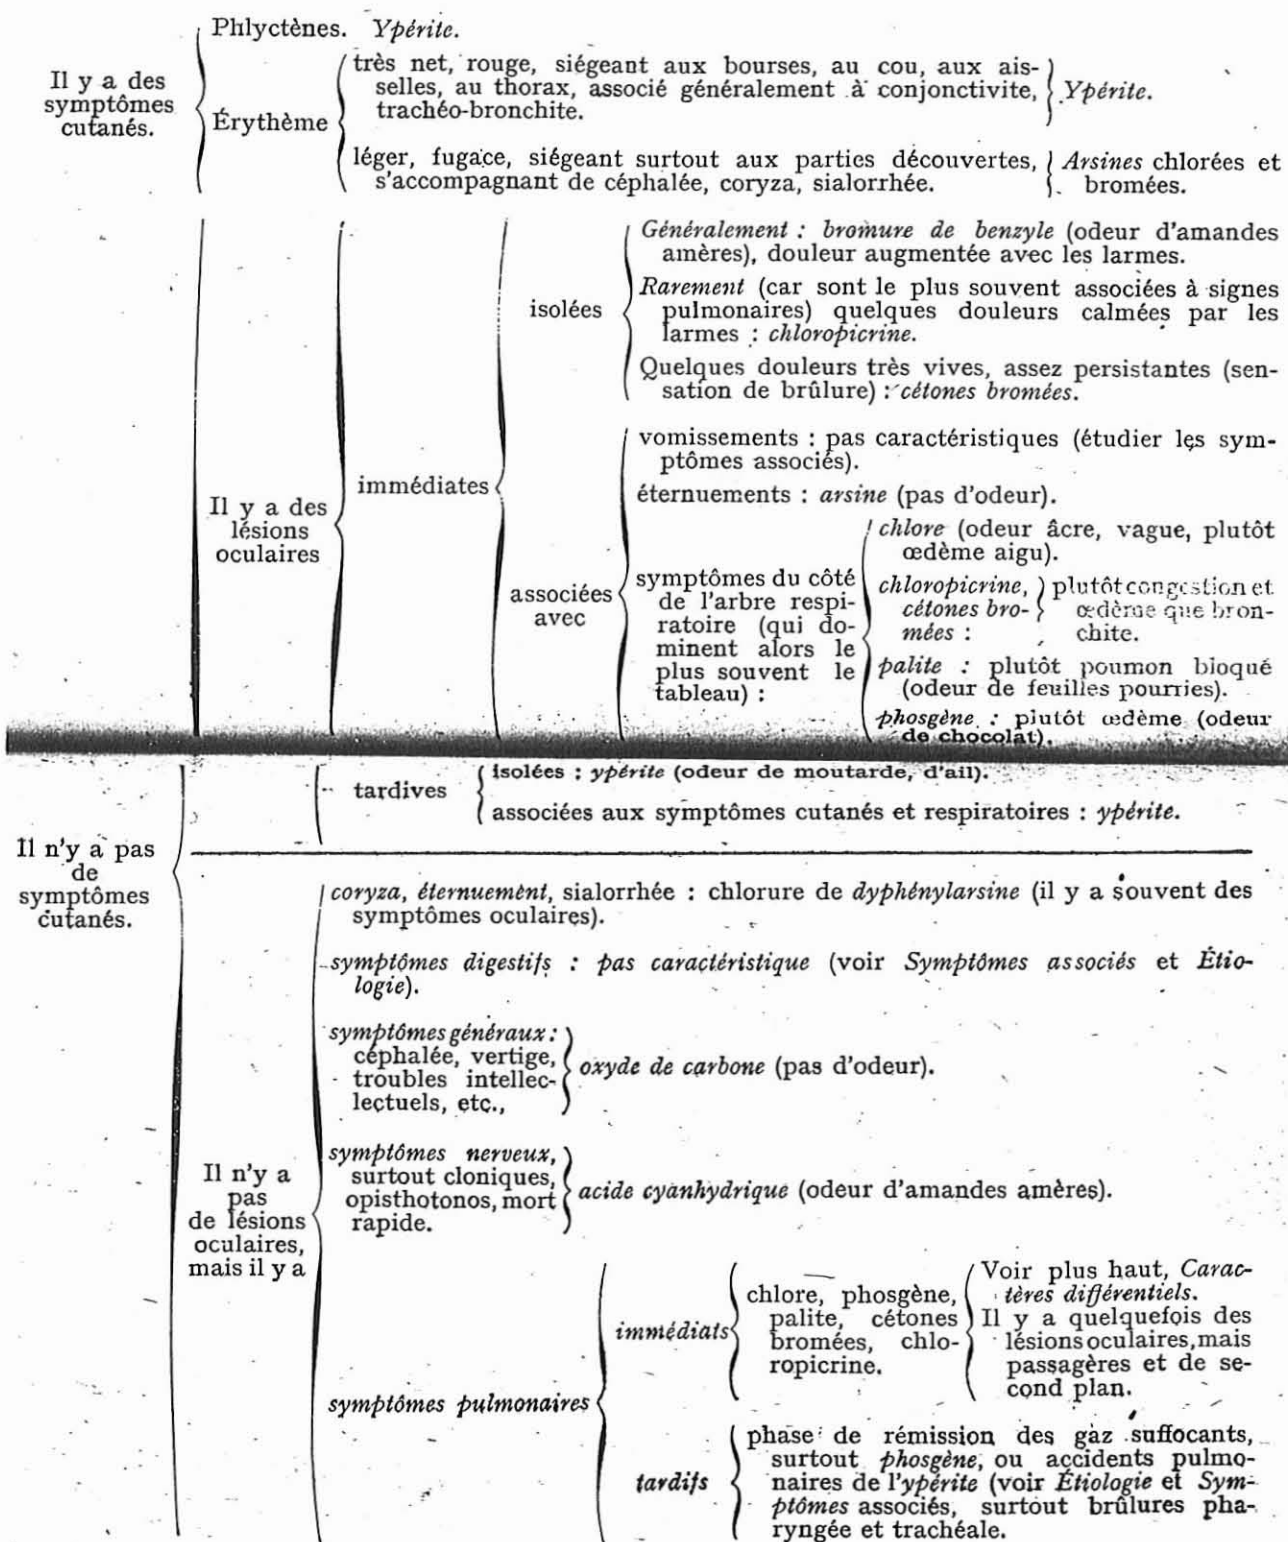 Il y a des
symptômes
cutanés.
Phlyctènes. Ypérite.
Érythème
très net, rouge, siégeant aux bourses, au cou, aux ais-
selles, au thorax, associé généralement à conjonctivite,
trachéo-bronchite.
Ypérite.
léger, fugace, siégeant surtout aux parties découvertes,
s'accompagnant de céphalée, coryza, sialorrhée.
Arsines chlorées et
bromées.
Il n'y a pas
de
symptômes
cutanés.
Il y a des
lésions
oculaires
immédiates
isolées
Généralement : bromure de benzyle (odeur d'amandes
amères), douleur augmentée avec les larmes.
Rarement (car sont le plus souvent associées à signes
pulmonaires) quelques douleurs calmées par les
larmes : chloropicrine.
Quelques douleurs très vives, assez persistantes (sen-
sation de brûlure) : cétones bromées.
associées
avec
vomissements : pas caractéristiques (étudier les sym-
ptômes associés).
éternuements : arsine (pas d'odeur).
symptômes du côté
de l'arbre respi-
ratoire (qui do-
minent alors le
plus souvent le
tableau) :
chlore (odeur âcre, vague, plutôt
œdème aigu).
chloropicrine,
cétones bro-
mées :
plutôt congestion et
œdème que bron-
chite.
palite : plutôt poumon bloqué
(odeur de feuilles pourries).
phosgène : plutôt œdème (odeur
de chocolat).
tardives
isolées : ypérite (odeur de moutarde, d'ail).
associées aux symptômes cutanés et respiratoires : ypérite.
Il n'y a
pas
de lésions
oculaires,
mais il y a
coryza, éternuement, sialorrhée : chlorure de dyphénylarsine (il y a souvent des
symptômes oculaires).
symptômes digestifs : pas caractéristique (voir Symptômes associés et Étio-
logie).
symptômes généraux :
céphalée, vertige,
troubles intellec-
lectuels, etc.,
oxyde de carbone (pas d'odeur).
symptômes nerveux,
surtout cloniques,
opisthotonos, mort
rapide.
acide cyanhydrique (odeur d'amandes amères).
symptômes pulmonaires
immédiats
chlore, phosgène,
palite, cétones
bromées, chlo-
ropicrine.
Voir plus haut, Carac-
tères différentiels.
Il y a quelquefois des
lésions oculaires, mais
passagères et de se-
cond plan.
tardifs
phase de rémission des gaz suffocants,
surtout phosgène, ou accidents pulmo-
naires de l'ypérite (voir Étiologie et Sym-
ptômes associés, surtout brûlures pha-
ryngée et trachéale.